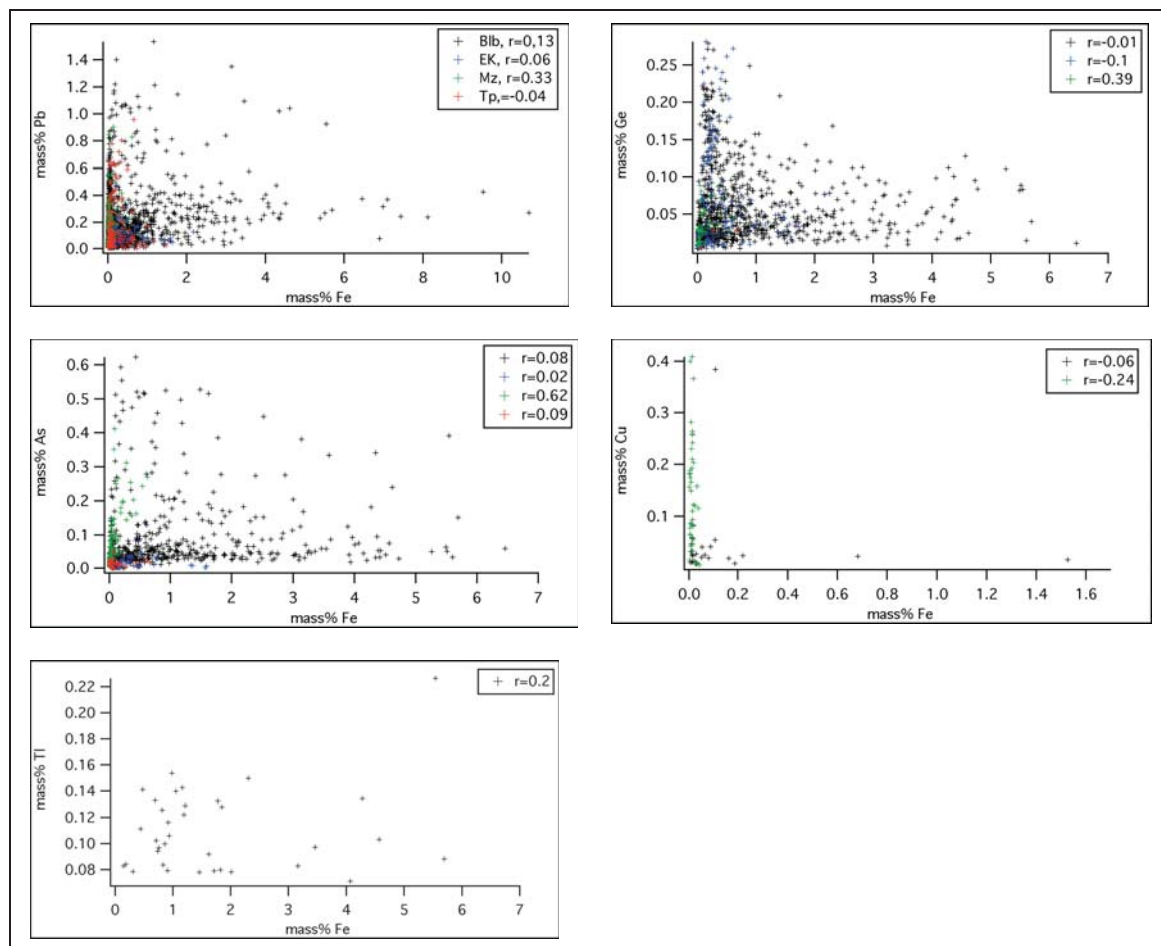 1.4
1.2
1.0
0.8
0.6
0.4
0.2
0.0
mass% Pb
0 2 4 6 8 10
mass% Fe
+ Blb, r=0,13
+ EK, r=0.06
+ Mz, r=0.33
+ Tp,=-0.04
0.25
0.20
0.15
0.10
0.05
mass% Ge
0 1 2 3 4 5 6 7
mass% Fe
+ r=-0.01
+ r=-0.1
+ r=0.39
0.6
0.5
0.4
0.3
0.2
0.1
0.0
mass% As
0 1 2 3 4 5 6 7
mass% Fe
+ r=0.08
+ r=0.02
+ r=0.62
+ r=0.09
0.4
0.3
0.2
0.1
mass% Cu
0.0 0.2 0.4 0.6 0.8 1.0 1.2 1.4 1.6
mass% Fe
+ r=-0.06
+ r=-0.24
0.22
0.20
0.18
0.16
0.14
0.12
0.10
0.08
mass% Tl
0 1 2 3 4 5 6 7
mass% Fe
+ r=0.2